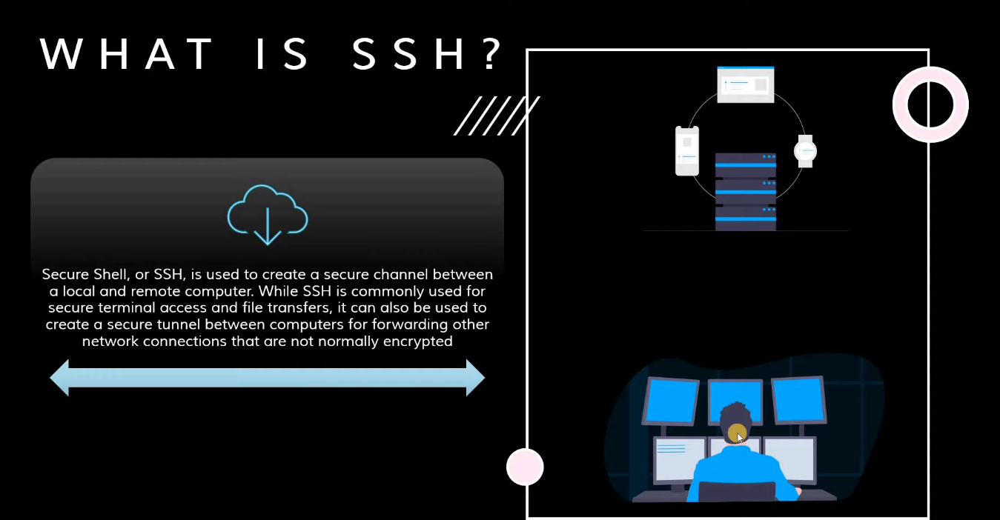 WHAT IS SSH?
Secure Shell, or SSH, is used to create a secure channel between
a local and remote computer. While SSH is commonly used for
secure terminal access and file transfers, it can also be used to
create a secure tunnel between computers for forwarding other
network connections that are not normally encrypted